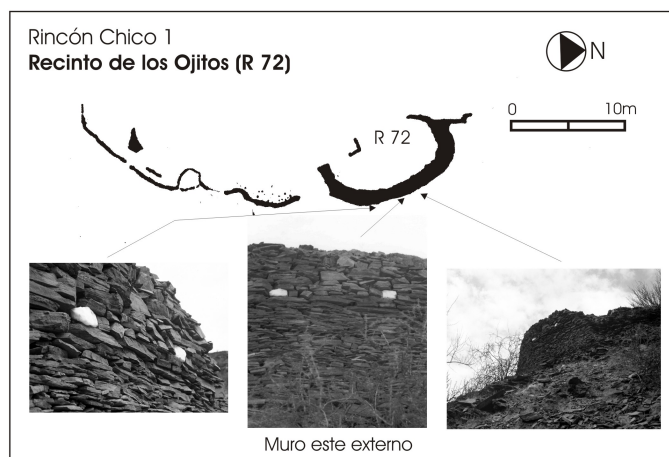 Rincón Chico 1
Recinto de los Ojitos (R 72)
N
0 10m
R 72
Muro este externo